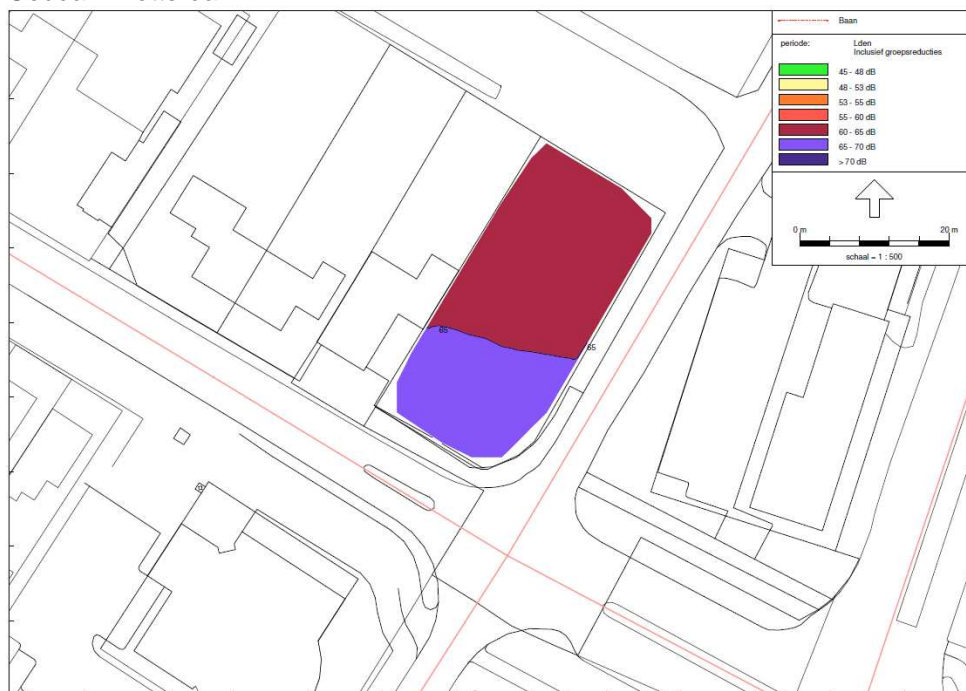 Baan
periode: Lden
Inclusief groepsreducties
45 - 48 dB
48 - 53 dB
53 - 55 dB
55 - 60 dB
60 - 65 dB
65 - 70 dB
> 70 dB
0 m 20 m
schaal = 1 : 500
65
65